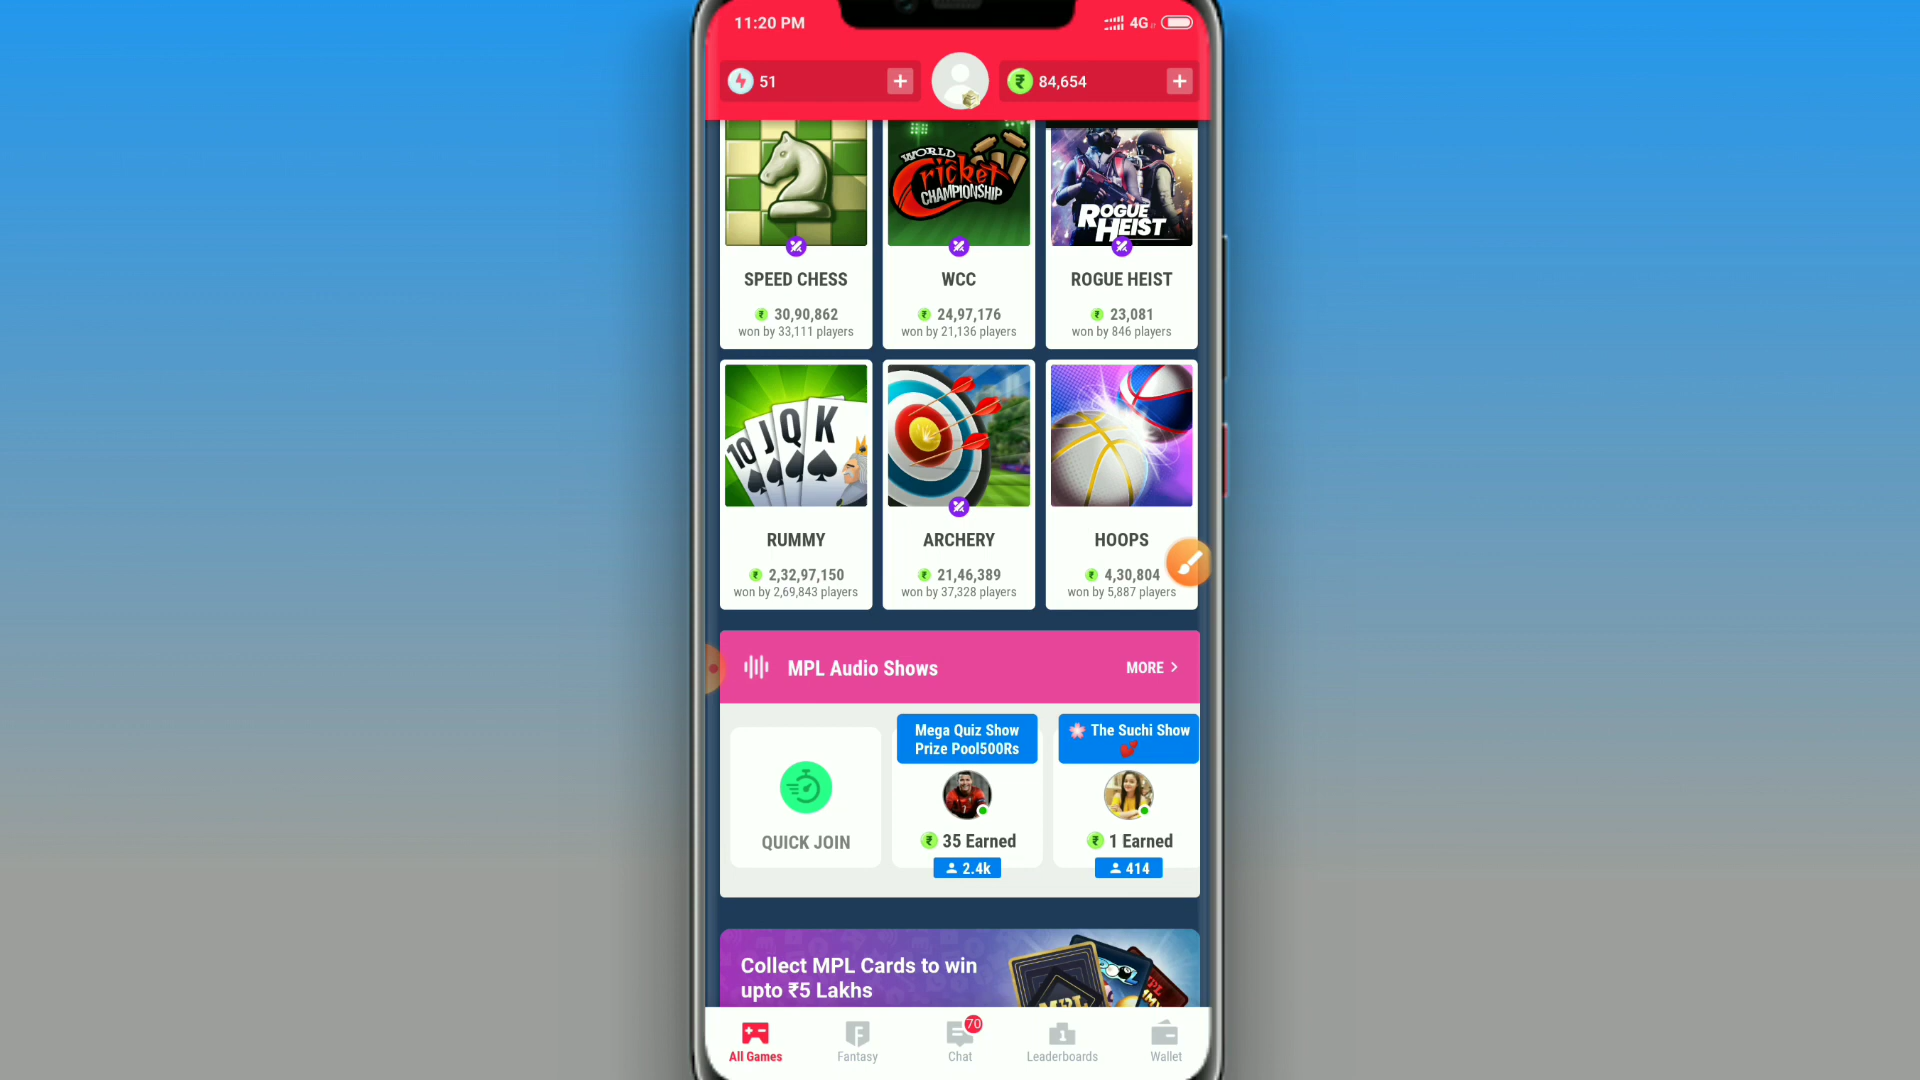 11:20 PM
4G
51
84,654
WORLD
Cricket
CHAMPIONSHIP
ROGUE
HEIST
SPEED CHESS
WCC
ROGUE HEIST
₹ 30,90,862
₹ 24,97,176
₹ 23,081
won by 33,111 players
won by 21,136 players
won by 846 players
10 J Q K
RUMMY
ARCHERY
HOOPS
₹ 2,32,97,150
₹ 21,46,389
₹ 4,30,804
won by 2,69,843 players
won by 37,328 players
won by 5,887 players
MPL Audio Shows
MORE >
Mega Quiz Show
Prize Pool500Rs
The Suchi Show
QUICK JOIN
₹ 35 Earned
₹ 1 Earned
2.4k
414
Collect MPL Cards to win
upto ₹5 Lakhs
MPL
70
All Games
Fantasy
Chat
Leaderboards
Wallet